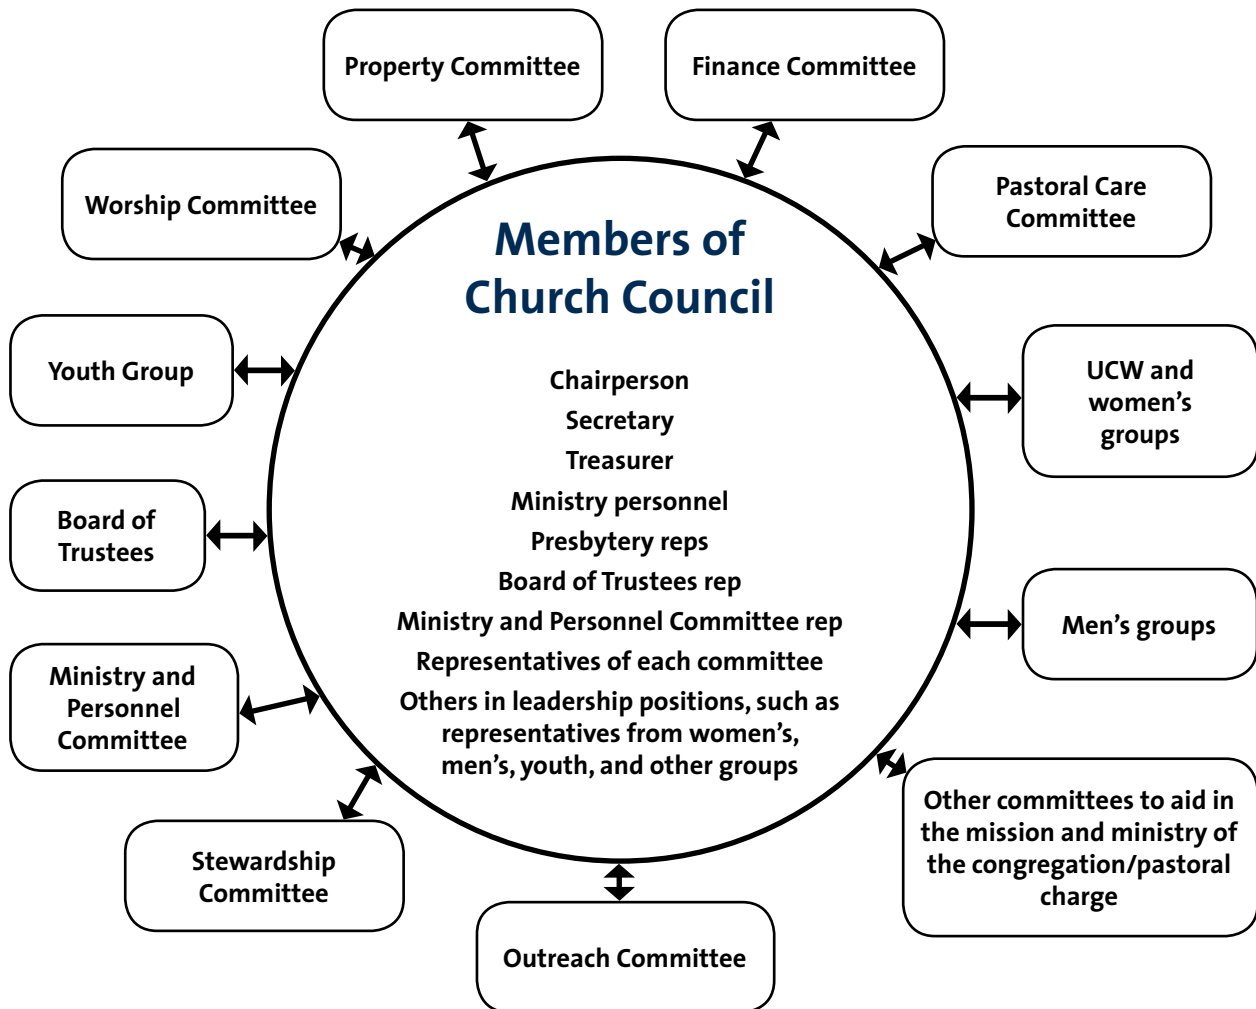 Property Committee
Finance Committee
Worship Committee
Pastoral Care
Committee
Members of
Church Council
Youth Group
UCW and
women's
groups
Chairperson
Secretary
Treasurer
Ministry personnel
Presbytery reps
Board of Trustees rep
Ministry and Personnel Committee rep
Representatives of each committee
Others in leadership positions, such as
representatives from women's,
men's, youth, and other groups
Board of
Trustees
Men's groups
Ministry and
Personnel
Committee
Other committees to aid in
the mission and ministry of
the congregation/pastoral
charge
Stewardship
Committee
Outreach Committee